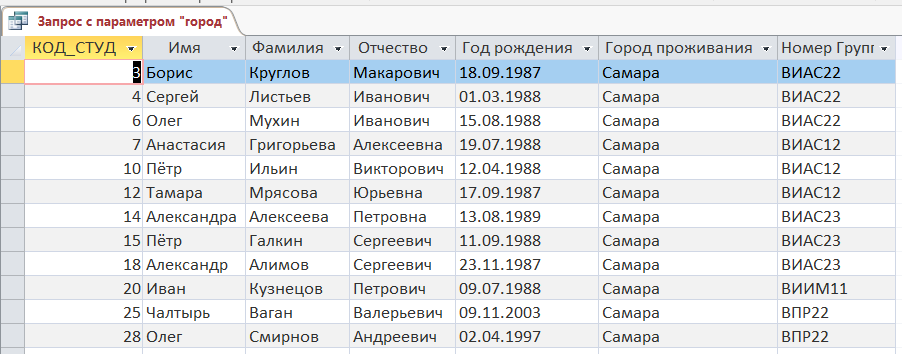 Запрос с параметром "город"
КОД_СТУД Имя Фамилия Отчество Год рождения Город проживания Номер Групп
3 Борис Круглов Макарович 18.09.1987 Самара ВИАС22
4 Сергей Листьев Иванович 01.03.1988 Самара ВИАС22
6 Олег Мухин Иванович 15.08.1988 Самара ВИАС22
7 Анастасия Григорьева Алексеевна 19.07.1988 Самара ВИАС12
10 Пётр Ильин Викторович 12.04.1988 Самара ВИАС12
12 Тамара Мрясова Юрьевна 17.09.1987 Самара ВИАС12
14 Александра Алексеева Петровна 13.08.1989 Самара ВИАС23
15 Пётр Галкин Сергеевич 11.09.1988 Самара ВИАС23
18 Александр Алимов Сергеевич 23.11.1987 Самара ВИАС23
20 Иван Кузнецов Петрович 09.07.1988 Самара ВИИМ11
25 Чалтырь Ваган Валерьевич 09.11.2003 Самара ВПР22
28 Олег Смирнов Андреевич 02.04.1997 Самара ВПР22